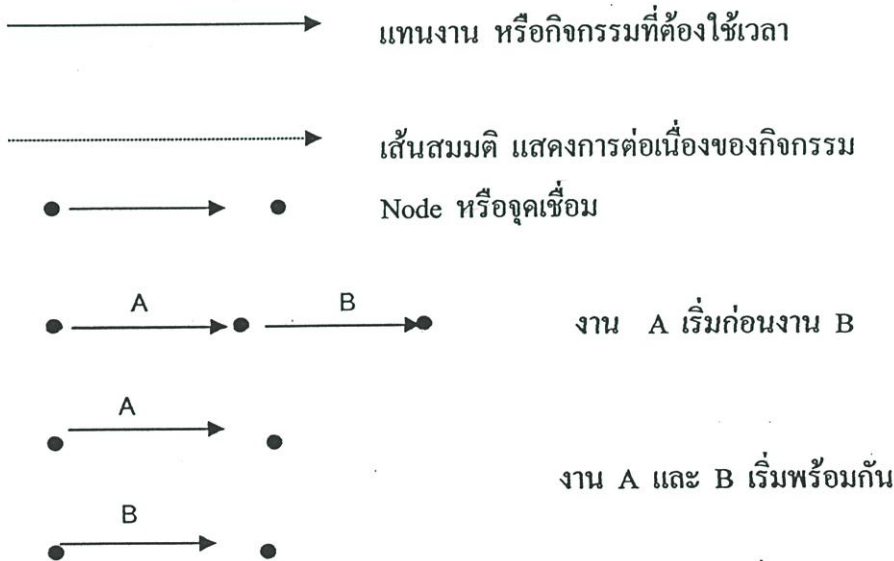 แทนงาน หรือกิจกรรมที่ต้องใช้เวลา
เส้นสมมติ แสดงการต่อเนื่องของกิจกรรม
Node หรือจุดเชื่อม
A B
งาน A เริ่มก่อนงาน B
A
งาน A และ B เริ่มพร้อมกัน
B